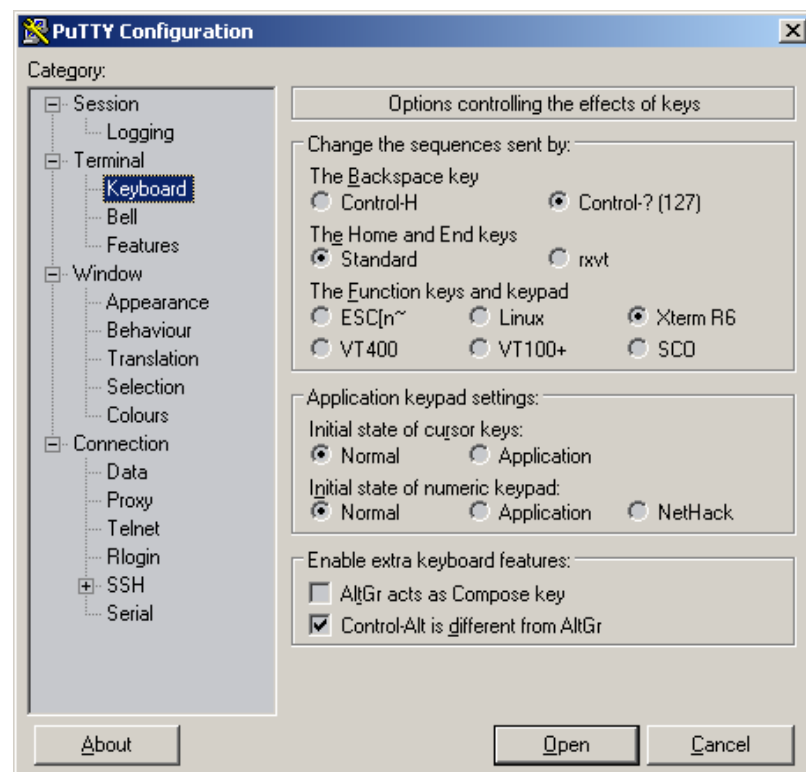 PuTTY Configuration
Category:
Session
Logging
Terminal
Keyboard
Bell
Features
Window
Appearance
Behaviour
Translation
Selection
Colours
Connection
Data
Proxy
Telnet
Rlogin
SSH
Serial
Options controlling the effects of keys
Change the sequences sent by:
The Backspace key
Control-H Control-? (127)
The Home and End keys
Standard rxvt
The Function keys and keypad
ESC[n~ Linux Xterm R6
VT400 VT100+ SCO
Application keypad settings:
Initial state of cursor keys:
Normal Application
Initial state of numeric keypad:
Normal Application NetHack
Enable extra keyboard features:
AltGr acts as Compose key
Control-Alt is different from AltGr
About Open Cancel